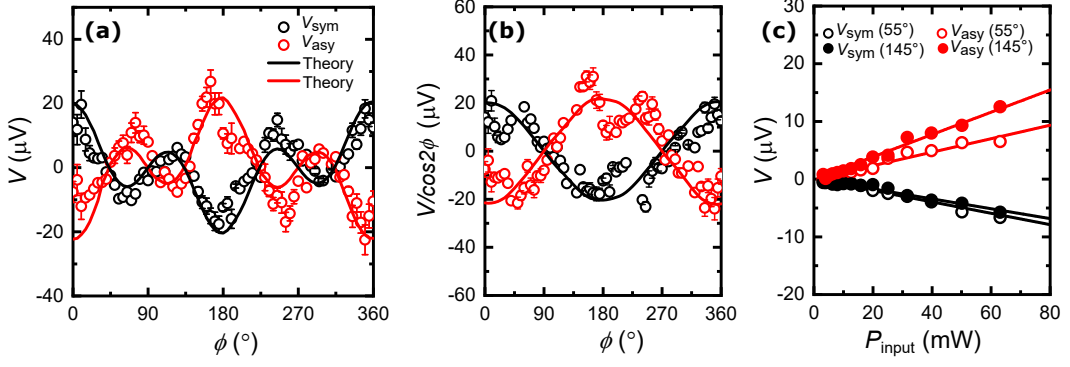 (a)
V_sym
V_asy
Theory
Theory
V (μV)
40
20
0
-20
-40
0 90 180 270 360
ϕ (°)
(b)
V/cos2ϕ (μV)
60
40
20
0
-20
-40
-60
0 90 180 270 360
ϕ (°)
(c)
V_sym (55°) V_asy (55°)
V_sym (145°) V_asy (145°)
V (μV)
30
20
10
0
-10
-20
0 20 40 60 80
P_input (mW)